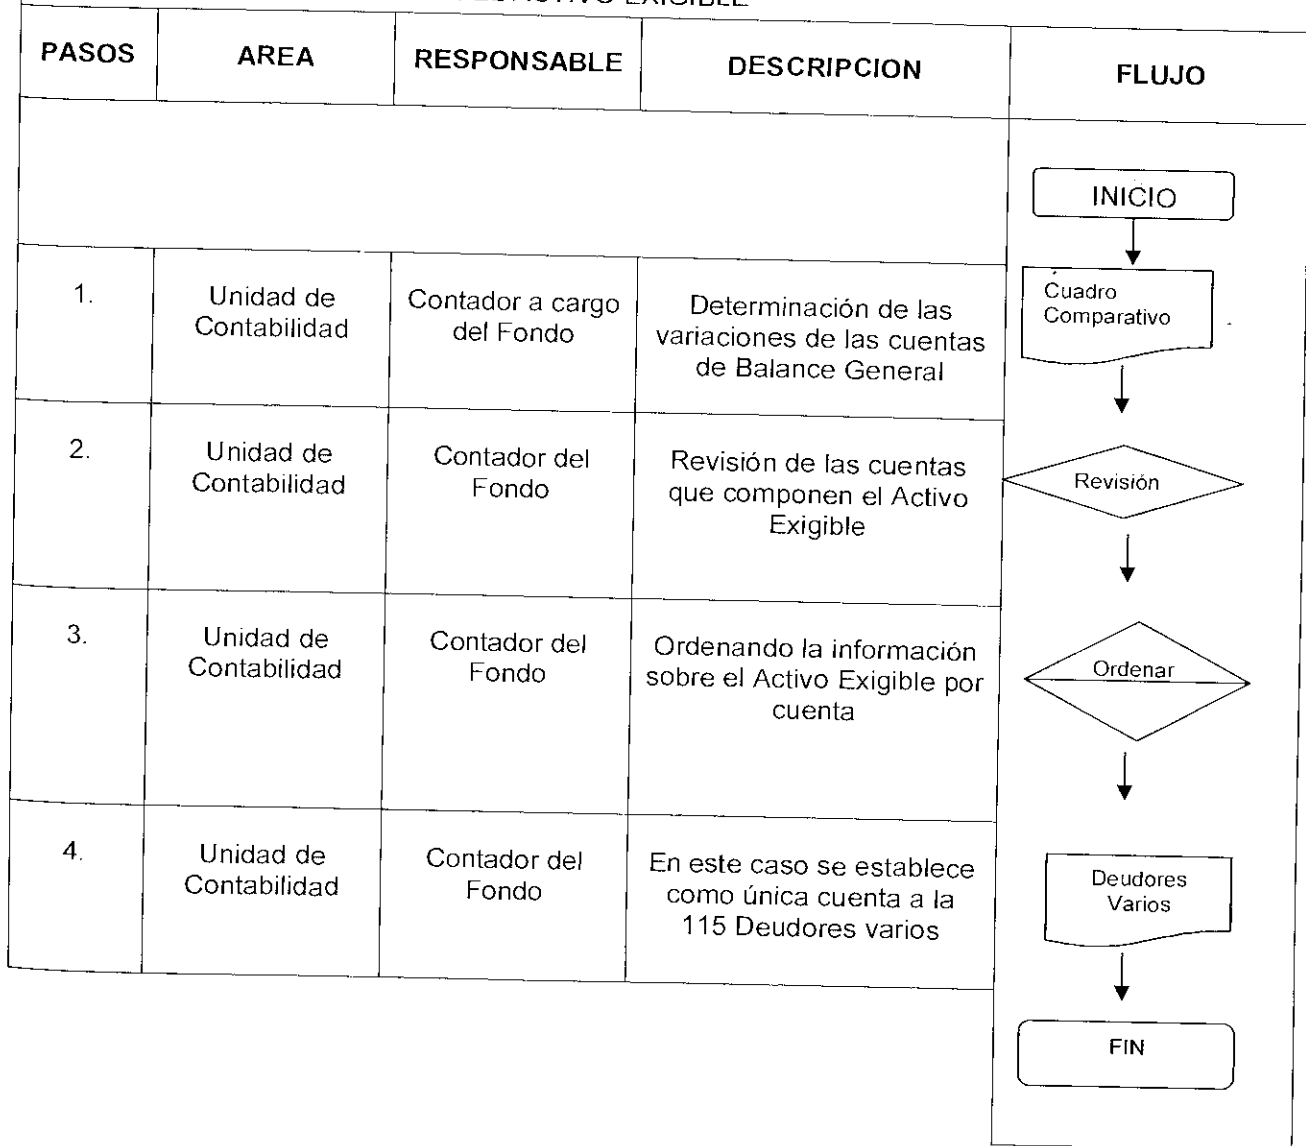 ACTIVO EXIGIBLE
PASOS AREA RESPONSABLE DESCRIPCION FLUJO
INICIO
1. Unidad de Contabilidad Contador a cargo del Fondo Determinación de las variaciones de las cuentas de Balance General Cuadro Comparativo
2. Unidad de Contabilidad Contador del Fondo Revisión de las cuentas que componen el Activo Exigible Revisión
3. Unidad de Contabilidad Contador del Fondo Ordenando la información sobre el Activo Exigible por cuenta Ordenar
4. Unidad de Contabilidad Contador del Fondo En este caso se establece como única cuenta a la 115 Deudores varios Deudores Varios
FIN